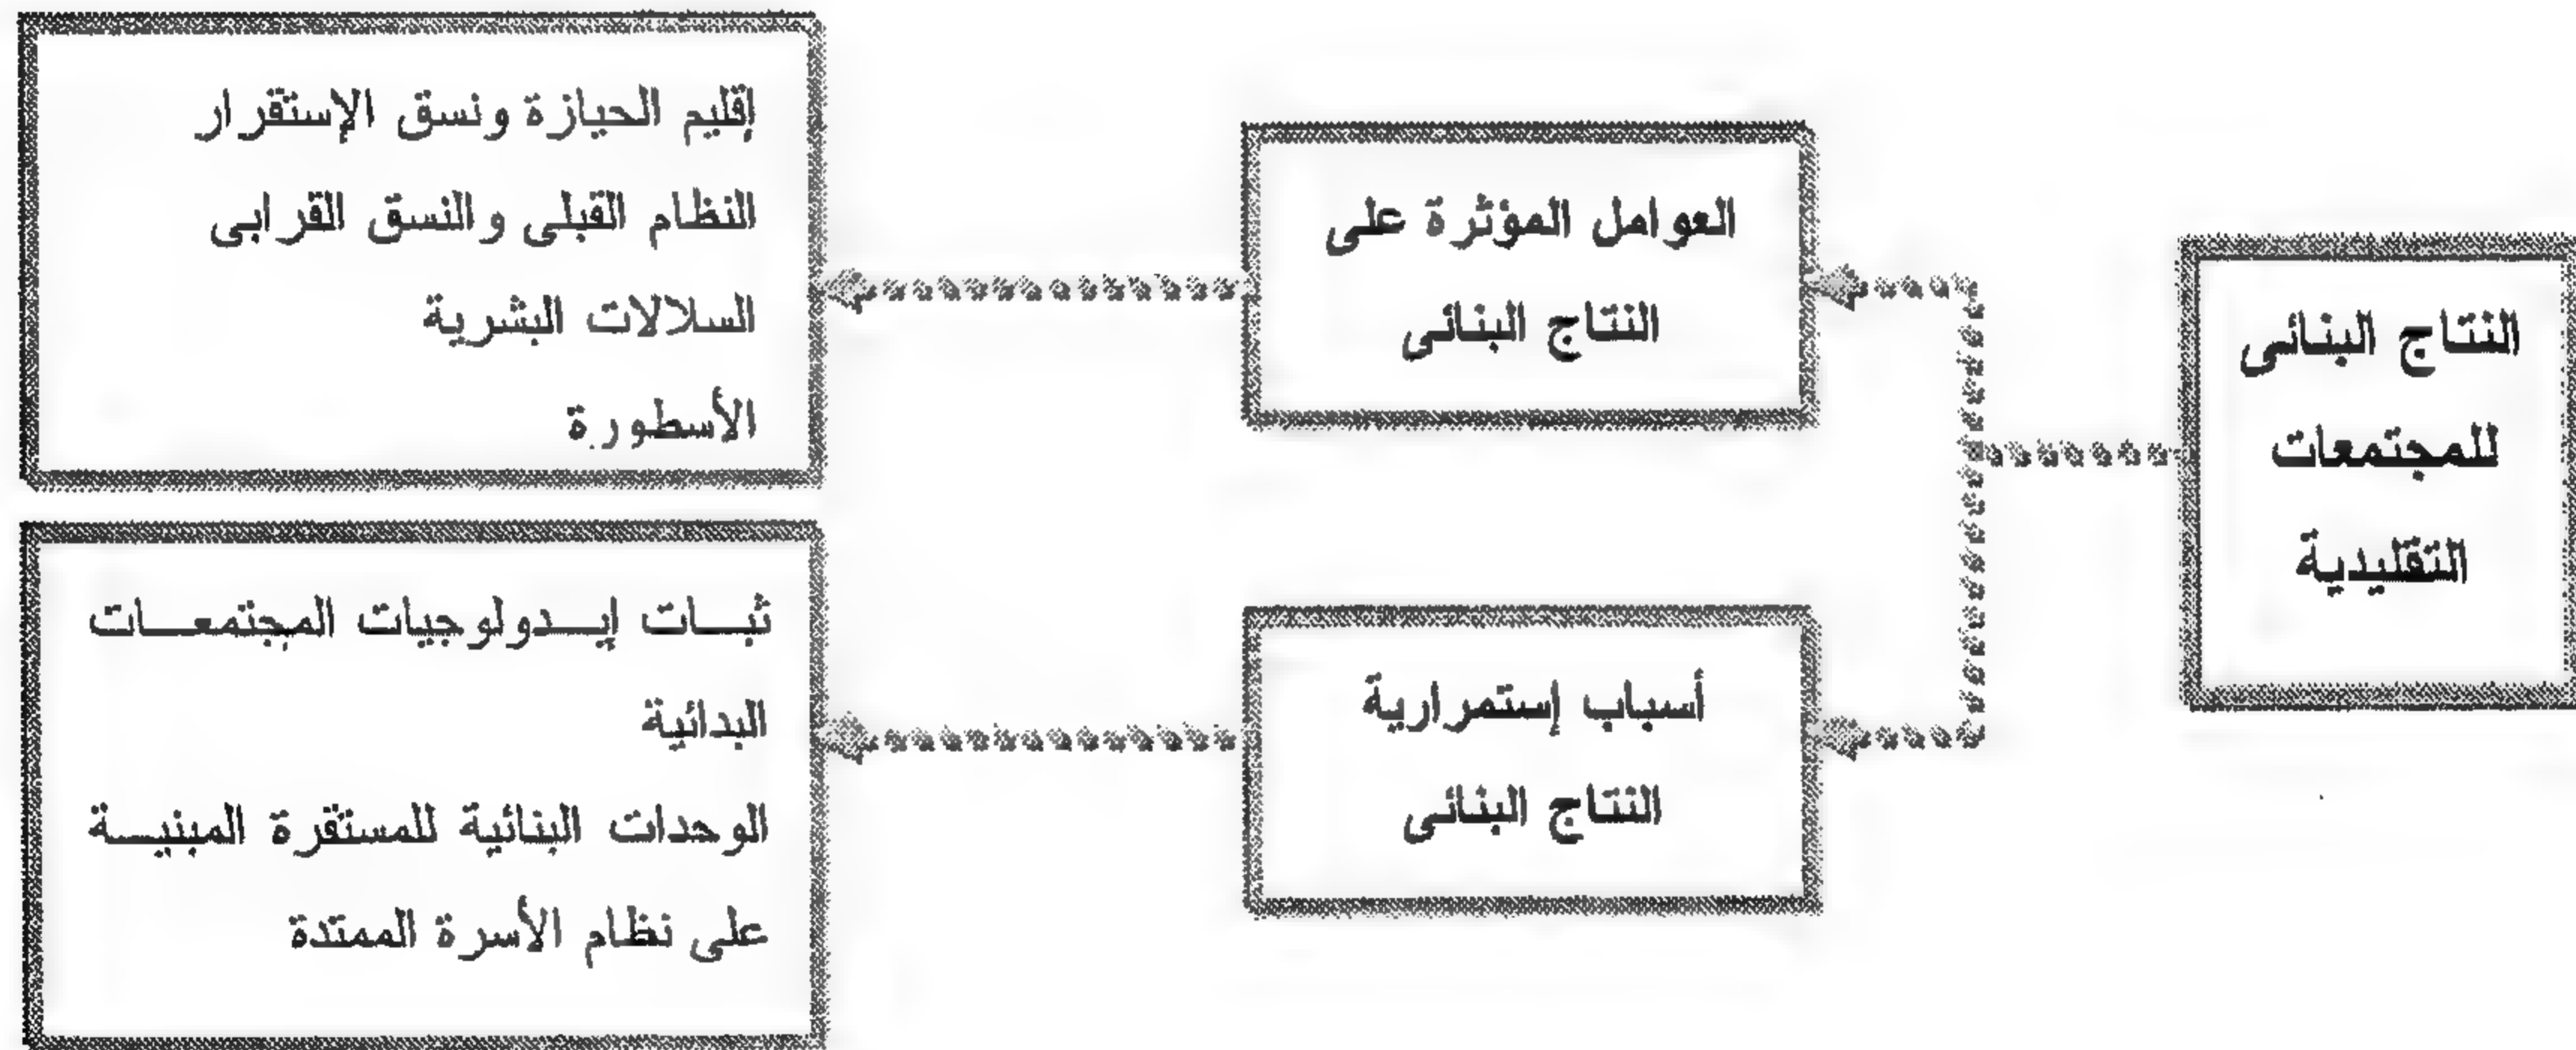 النتاج البنائى
للمجتمعات
التقليدية
العوامل المؤثرة على
النتاج البنائى
إقليم الحيازة ونسق الإستقرار
النظام القبلى والنسق القرابى
السلالات البشرية
الأسطورة
أسباب إستمرارية
النتاج البنائى
ثبات إيدولوجيات المجتمعات
البدائية
الوحدات البنائية للمستقرة المبنية
على نظام الأسرة الممتدة